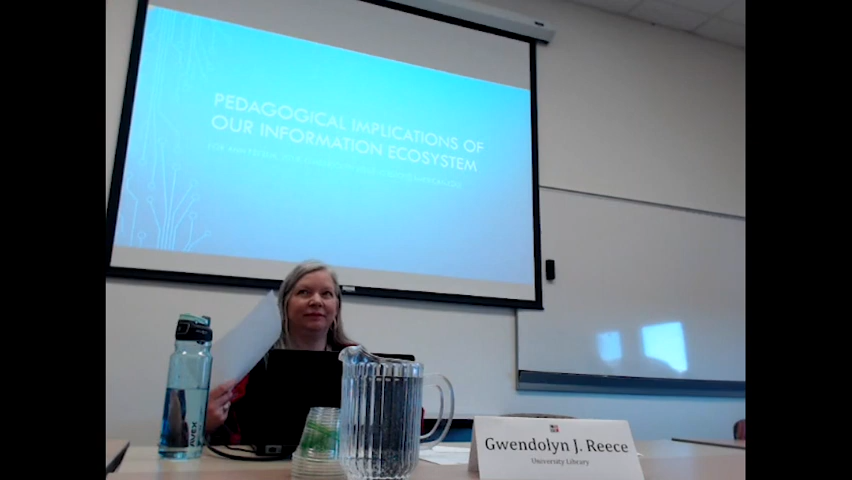 PEDAGOGICAL IMPLICATIONS OF
OUR INFORMATION ECOSYSTEM
Gwendolyn J. Reece
University Library